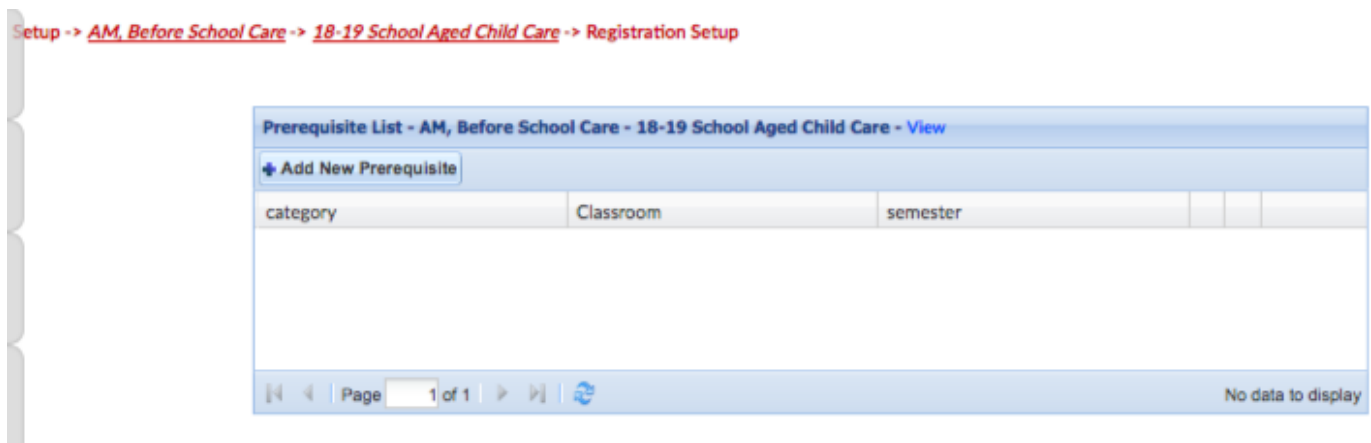 Setup -> AM, Before School Care -> 18-19 School Aged Child Care -> Registration Setup
Prerequisite List - AM, Before School Care - 18-19 School Aged Child Care - View
Add New Prerequisite
category Classroom semester
Page 1 of 1 No data to display